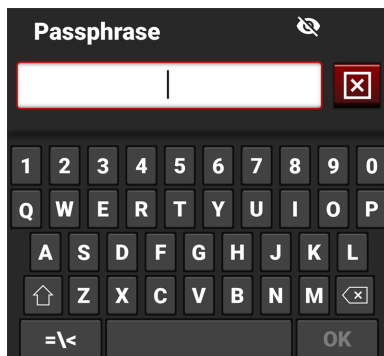 Passphrase
1 2 3 4 5 6 7 8 9 0
Q W E R T Y U I O P
A S D F G H J K L
Z X C V B N M
=\< OK